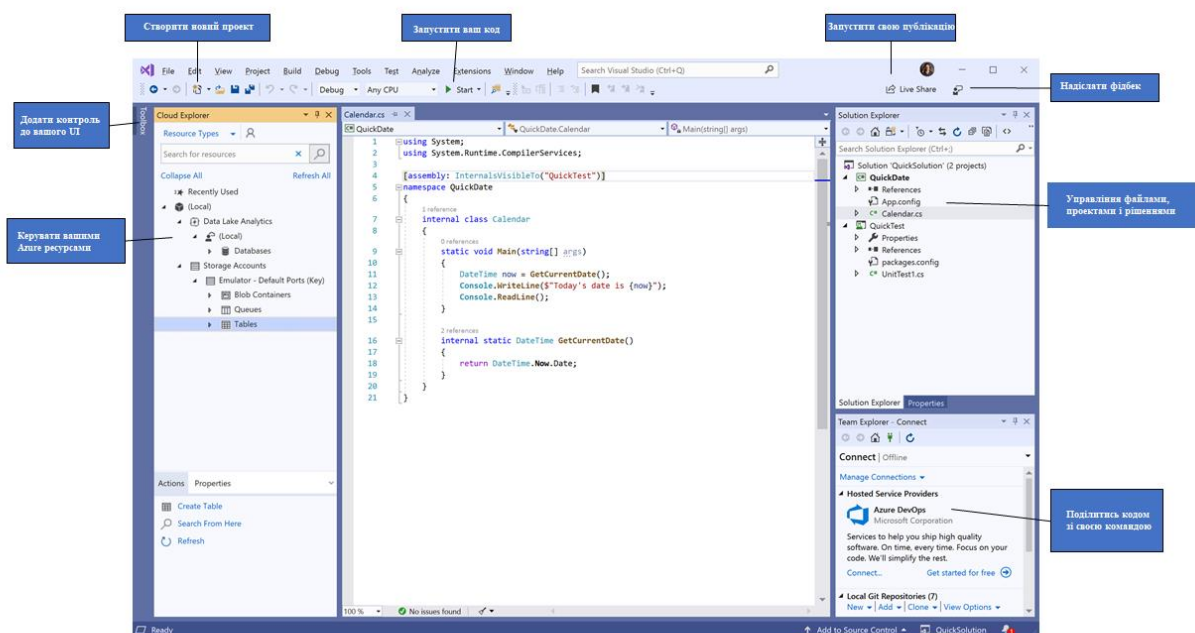 Створити новий проект
Запустити ваш код
Запустити свою публікацію
File Edit View Project Build Debug Tools Test Analyze Extensions Window Help Search Visual Studio (Ctrl+Q)
Debug Any CPU Start Live Share
Надіслати фідбек
Додати контроль
до вашого UI
Керувати вашими
Azure ресурсами
Toolbox
Cloud Explorer
Resource Types
Search for resources
Collapse All Refresh All
Recently Used
(Local)
Data Lake Analytics
(Local)
Databases
Storage Accounts
Emulator - Default Ports (Key)
Blob Containers
Queues
Tables
Actions Properties
Create Table
Search From Here
Refresh
Calendar.cs
QuickDate QuickDate.Calendar Main(string[] args)
1 using System;
2 using System.Runtime.CompilerServices;
3
4 [assembly: InternalsVisibleTo("QuickTest")]
5 namespace QuickDate
6 {
1 reference
7 internal class Calendar
8 {
0 references
9 static void Main(string[] args)
10 {
11 DateTime now = GetCurrentDate();
12 Console.WriteLine($"Today's date is {now}");
13 Console.ReadLine();
14 }
15
2 references
16 internal static DateTime GetCurrentDate()
17 {
18 return DateTime.Now.Date;
19 }
20 }
21 }
100 % No issues found
Solution Explorer
Search Solution Explorer (Ctrl+;)
Solution 'QuickSolution' (2 projects)
QuickDate
References
App.config
Calendar.cs
QuickTest
Properties
References
packages.config
UnitTest1.cs
Solution Explorer Properties
Управління файлами,
проектами і рішеннями
Team Explorer - Connect
Connect | Offline
Manage Connections
Hosted Service Providers
Azure DevOps
Microsoft Corporation
Services to help you ship high quality
software. On time, every time. Focus on your
code. We'll simplify the rest.
Connect... Get started for free
Local Git Repositories (7)
New Add Clone View Options
Поділитись кодом
зі своєю командою
Ready Add to Source Control QuickSolution